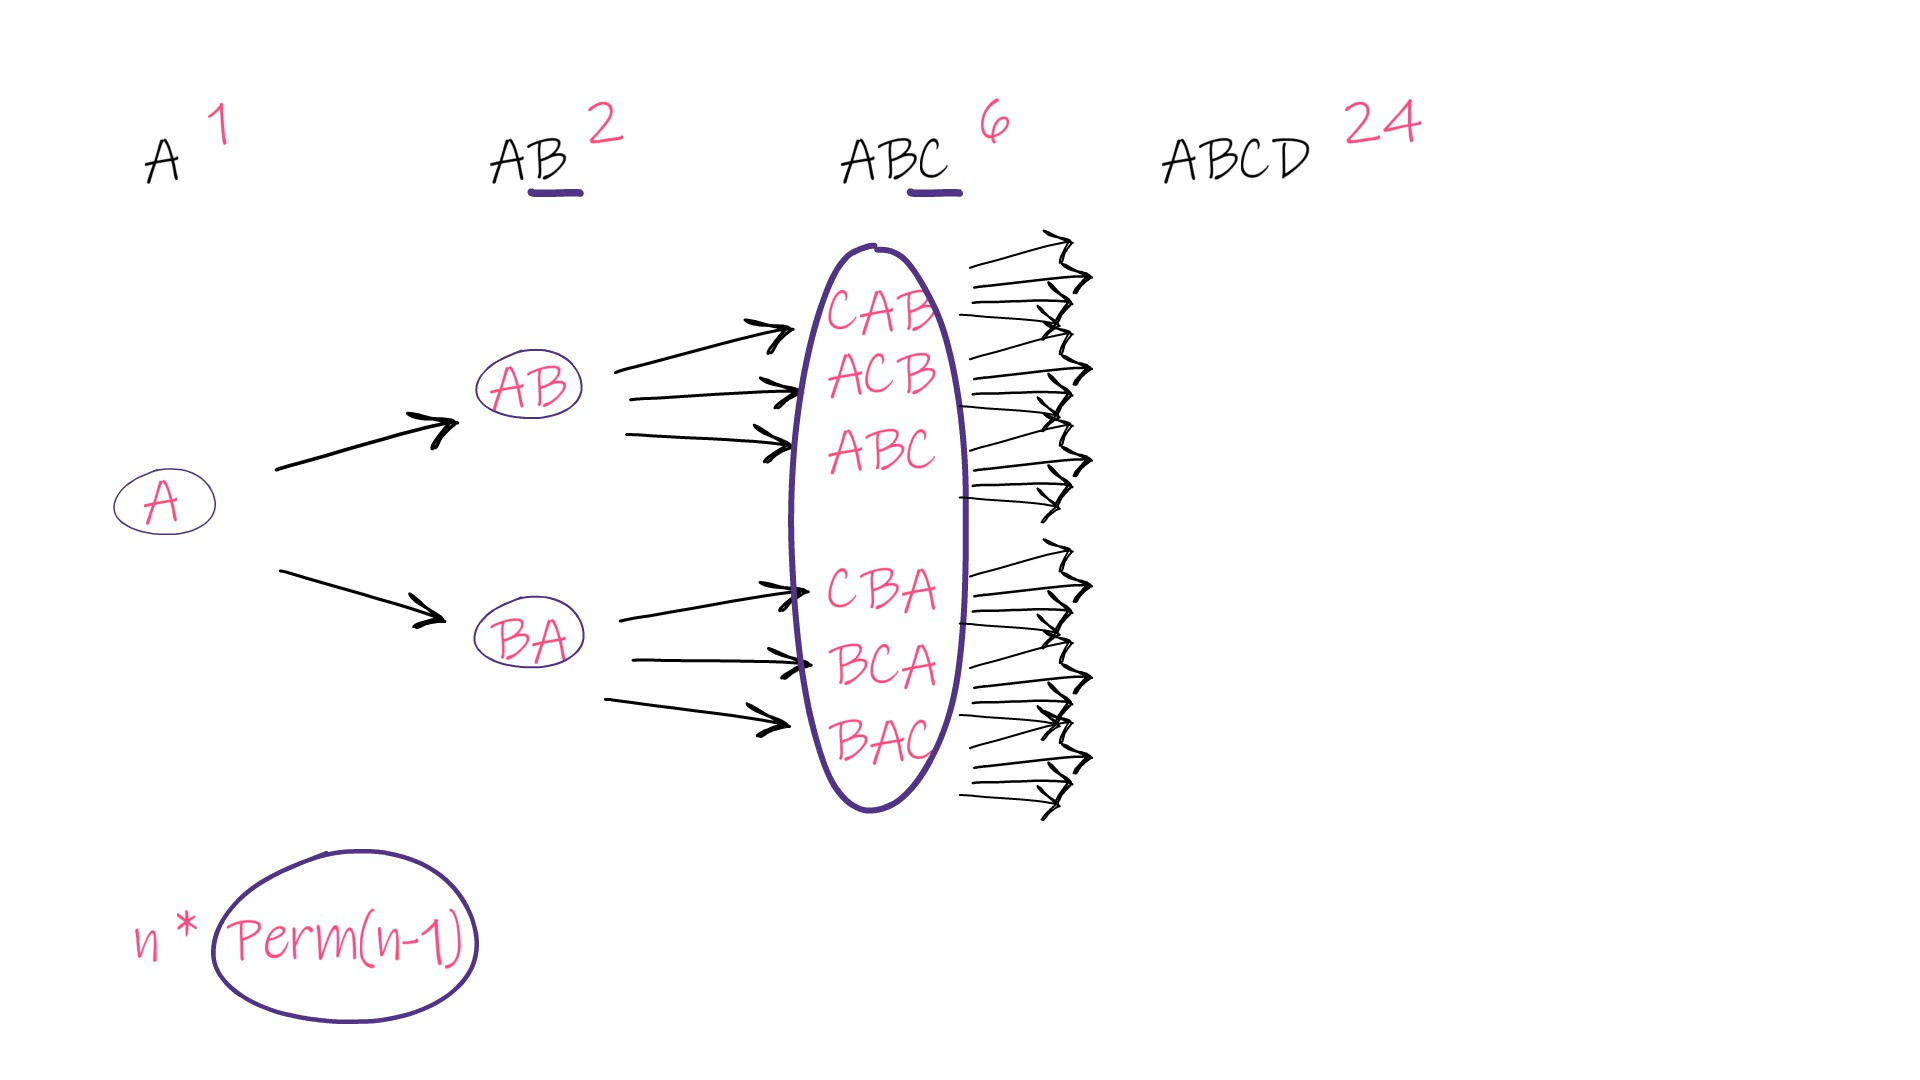 A 1 AB 2 ABC 6 ABCD 24
CAB
ACB
AB
ABC
A
CBA
BA
BCA
BAC
n * Perm(n-1)